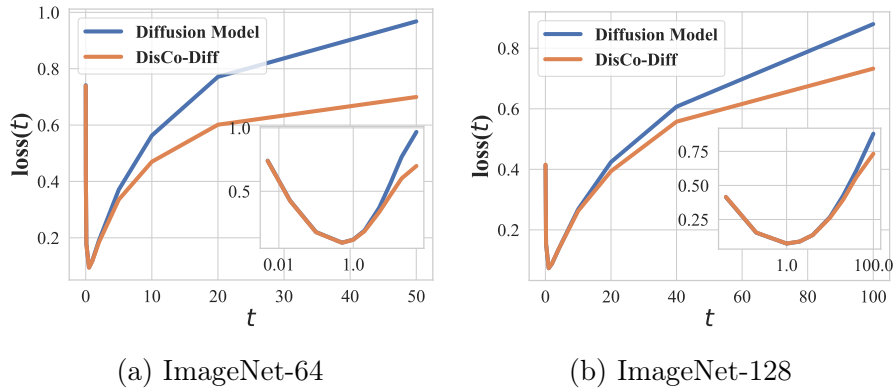 1.0
0.8
0.6
0.4
0.2
loss(t)
Diffusion Model
DisCo-Diff
1.0
0.5
0.01 1.0
0 10 20 30 40 50
t
(a) ImageNet-64
0.8
0.6
0.4
0.2
loss(t)
Diffusion Model
DisCo-Diff
0.75
0.50
0.25
1.0 100.0
0 20 40 60 80 100
t
(b) ImageNet-128